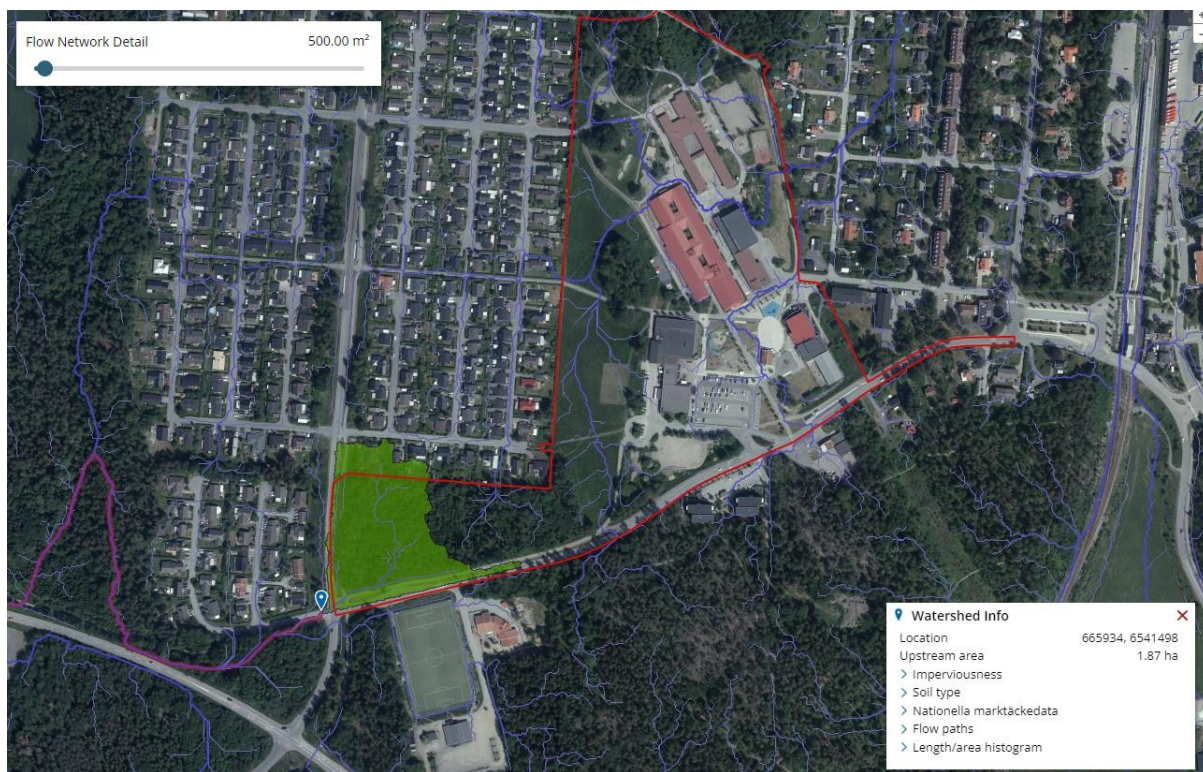 Flow Network Detail 500.00 m²
Watershed Info
Location 665934, 6541498
Upstream area 1.87 ha
Imperviousness
Soil type
Nationella marktäckedata
Flow paths
Length/area histogram